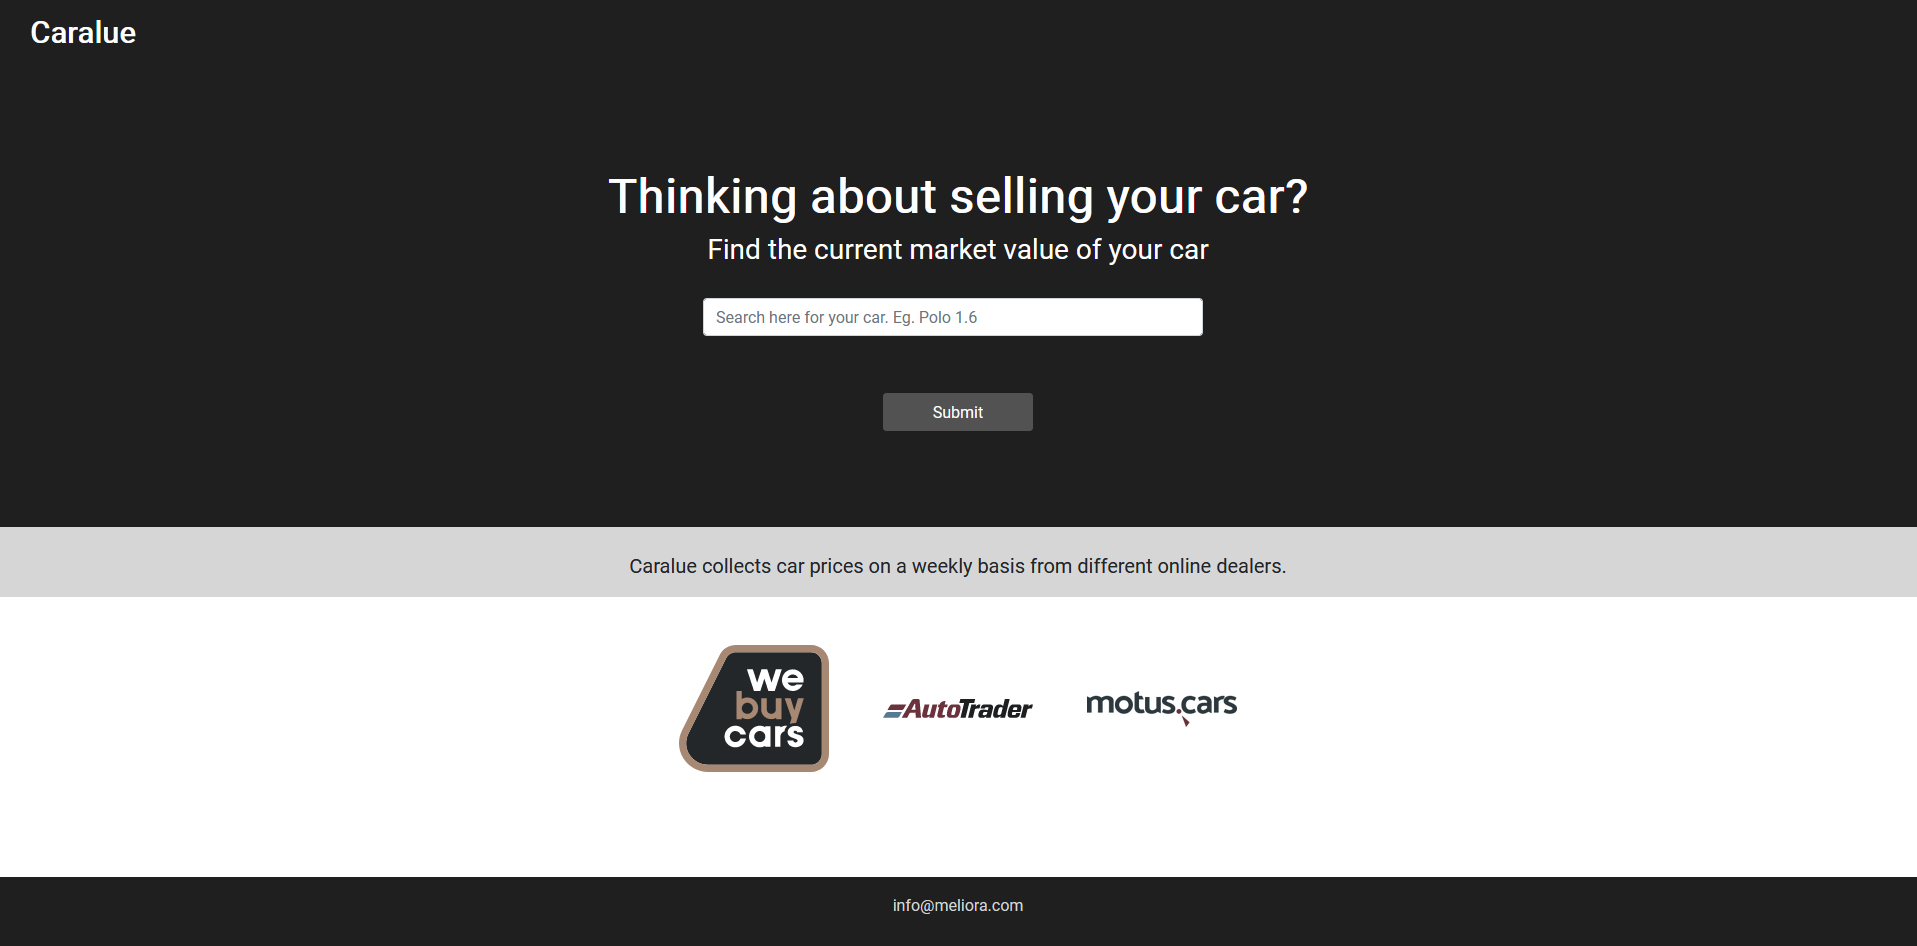 Caralue
Thinking about selling your car?
Find the current market value of your car
Search here for your car. Eg. Polo 1.6
Submit
Caralue collects car prices on a weekly basis from different online dealers.
we
buy
cars
AutoTrader
motus.cars
info@meliora.com